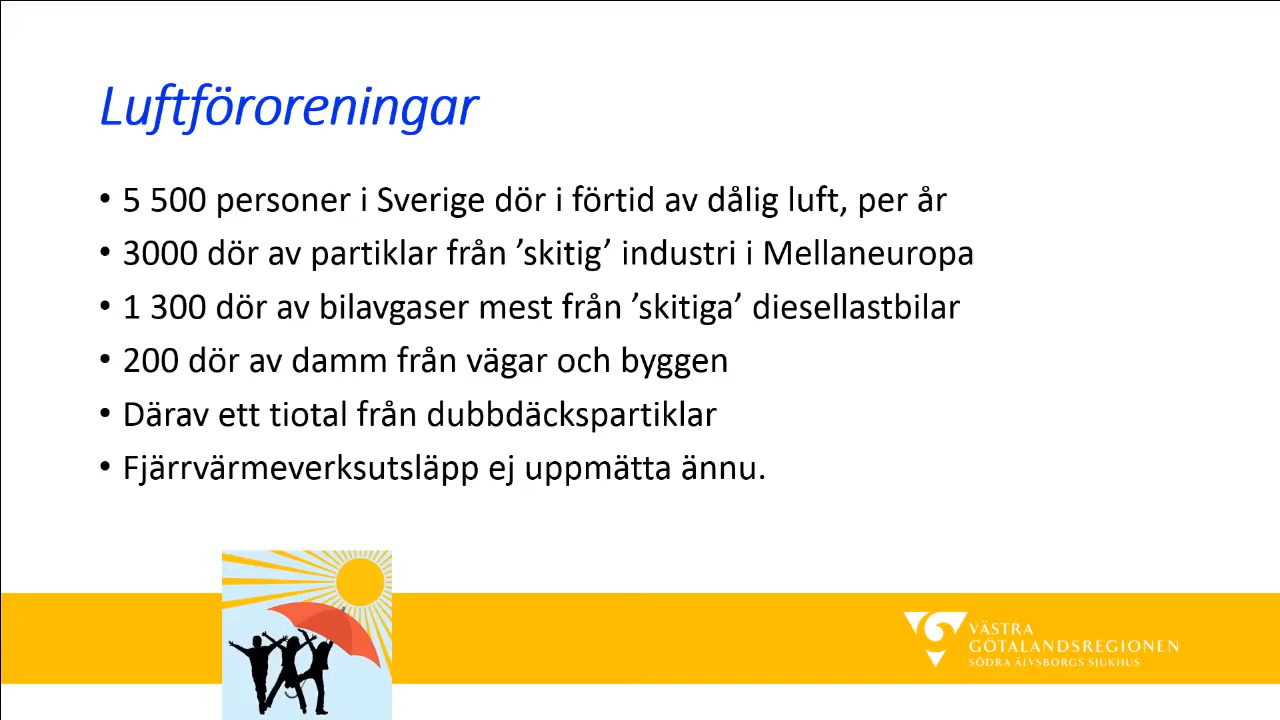 Luftföroreningar
• 5 500 personer i Sverige dör i förtid av dålig luft, per år
• 3000 dör av partiklar från ’skitig’ industri i Mellaneuropa
• 1 300 dör av bilavgaser mest från ’skitiga’ diesellastbilar
• 200 dör av damm från vägar och byggen
• Därav ett tiotal från dubbdäckspartiklar
• Fjärrvärmeverksutsläpp ej uppmätta ännu.
VÄSTRA
GÖTALANDSREGIONEN
SÖDRA ÄLVSBORGS SJUKHUS